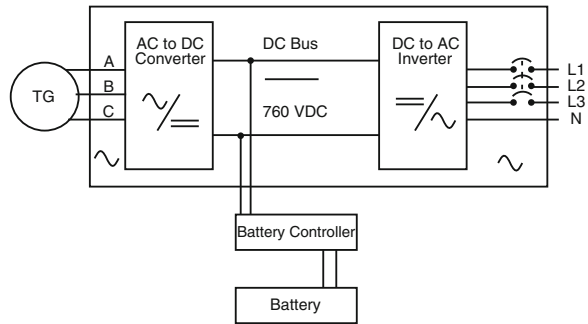 TG
A
B
C
AC to DC
Converter
DC Bus
760 VDC
DC to AC
Inverter
L1
L2
L3
N
Battery Controller
Battery